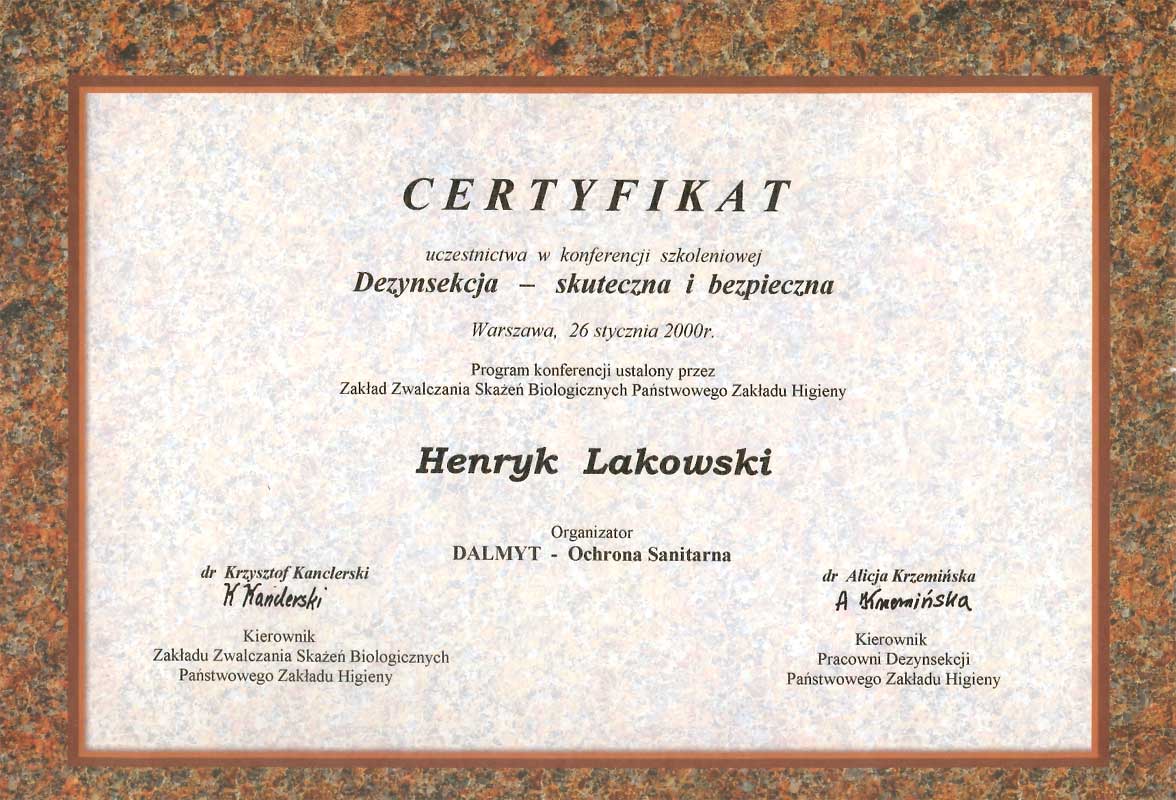 CERTYFIKAT
uczestnictwa w konferencji szkoleniowej
Dezynsekcja – skuteczna i bezpieczna
Warszawa, 26 stycznia 2000r.
Program konferencji ustalony przez
Zakład Zwalczania Skażeń Biologicznych Państwowego Zakładu Higieny
Henryk Lakowski
Organizator
DALMYT - Ochrona Sanitarna
dr Krzysztof Kanclerski
K Kanclerski
Kierownik
Zakładu Zwalczania Skażeń Biologicznych
Państwowego Zakładu Higieny
dr Alicja Krzemińska
A Krzemińska
Kierownik
Pracowni Dezynsekcji
Państwowego Zakładu Higieny